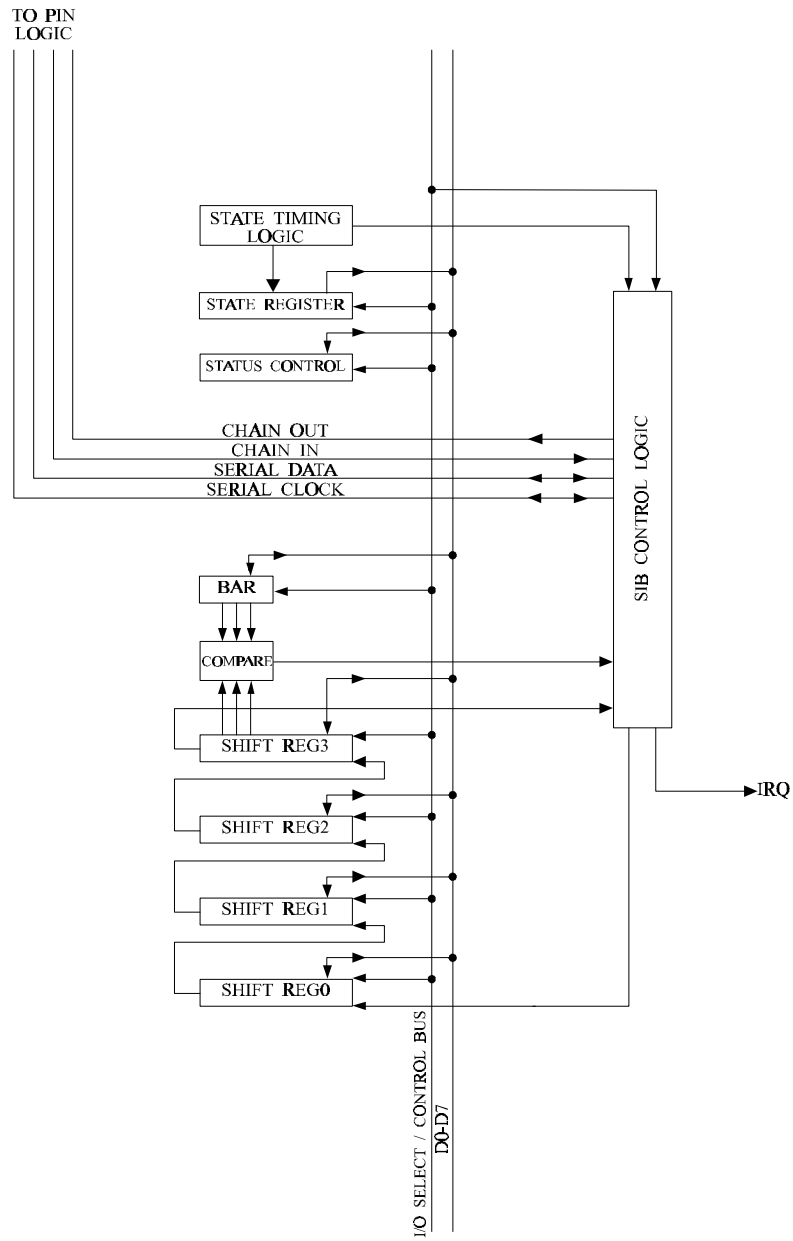 TO PIN
LOGIC
STATE TIMING
LOGIC
STATE REGISTER
STATUS CONTROL
CHAIN OUT
CHAIN IN
SERIAL DATA
SERIAL CLOCK
SIB CONTROL LOGIC
BAR
COMPARE
SHIFT REG3
IRQ
SHIFT REG2
SHIFT REG1
SHIFT REG0
I/O SELECT / CONTROL BUS
D0-D7